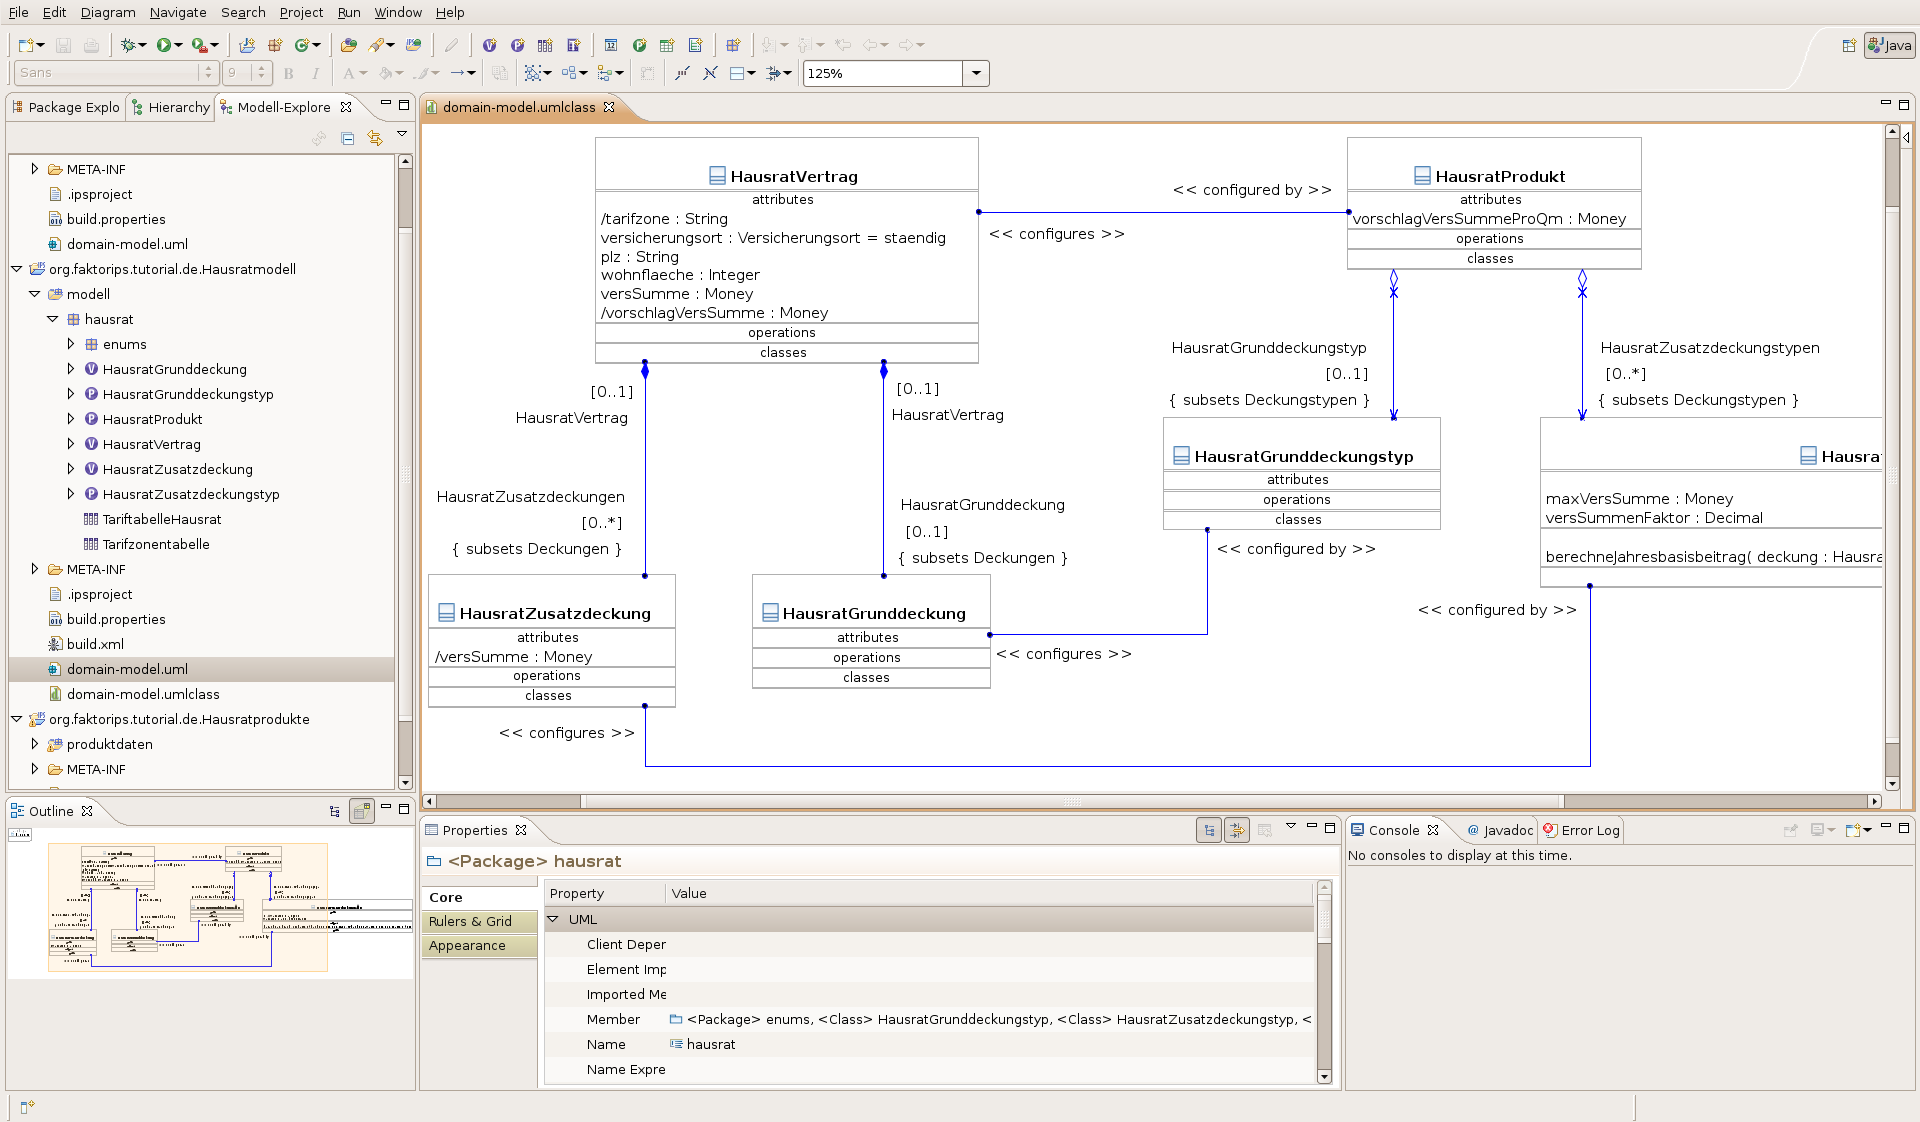 File Edit Diagram Navigate Search Project Run Window Help
Java
Sans 9 B I A 125%
Package Explo Hierarchy Modell-Explore
META-INF
.ipsproject
build.properties
domain-model.uml
org.faktorips.tutorial.de.Hausratmodell
modell
hausrat
enums
HausratGrunddeckung
HausratGrunddeckungstyp
HausratProdukt
HausratVertrag
HausratZusatzdeckung
HausratZusatzdeckungstyp
TariftabelleHausrat
Tarifzonentabelle
META-INF
.ipsproject
build.properties
build.xml
domain-model.uml
domain-model.umlclass
org.faktorips.tutorial.de.Hausratprodukte
produktdaten
META-INF
Outline
domain-model.umlclass
HausratVertrag
attributes
/tarifzone : String
versicherungsort : Versicherungsort = staendig
plz : String
wohnflaeche : Integer
versSumme : Money
/vorschlagVersSumme : Money
operations
classes
<< configured by >>
<< configures >>
HausratProdukt
attributes
vorschlagVersSummeProQm : Money
operations
classes
[0..1]
HausratVertrag
[0..1]
HausratVertrag
HausratGrunddeckungstyp
[0..1]
{ subsets Deckungstypen }
HausratZusatzdeckungstypen
[0..*]
{ subsets Deckungstypen }
HausratZusatzdeckungen
[0..*]
{ subsets Deckungen }
HausratGrunddeckung
[0..1]
{ subsets Deckungen }
HausratGrunddeckungstyp
attributes
operations
classes
<< configured by >>
Hausrat
maxVersSumme : Money
versSummenFaktor : Decimal
berechneJahresbasisbeitrag( deckung : Hausra
<< configured by >>
HausratZusatzdeckung
attributes
/versSumme : Money
operations
classes
<< configures >>
HausratGrunddeckung
attributes
operations
classes
<< configures >>
Properties
<Package> hausrat
Core
Rulers & Grid
Appearance
Property Value
UML
Client Deper
Element Imp
Imported Me
Member <Package> enums, <Class> HausratGrunddeckungstyp, <Class> HausratZusatzdeckungstyp, <
Name hausrat
Name Expre
Console Javadoc Error Log
No consoles to display at this time.